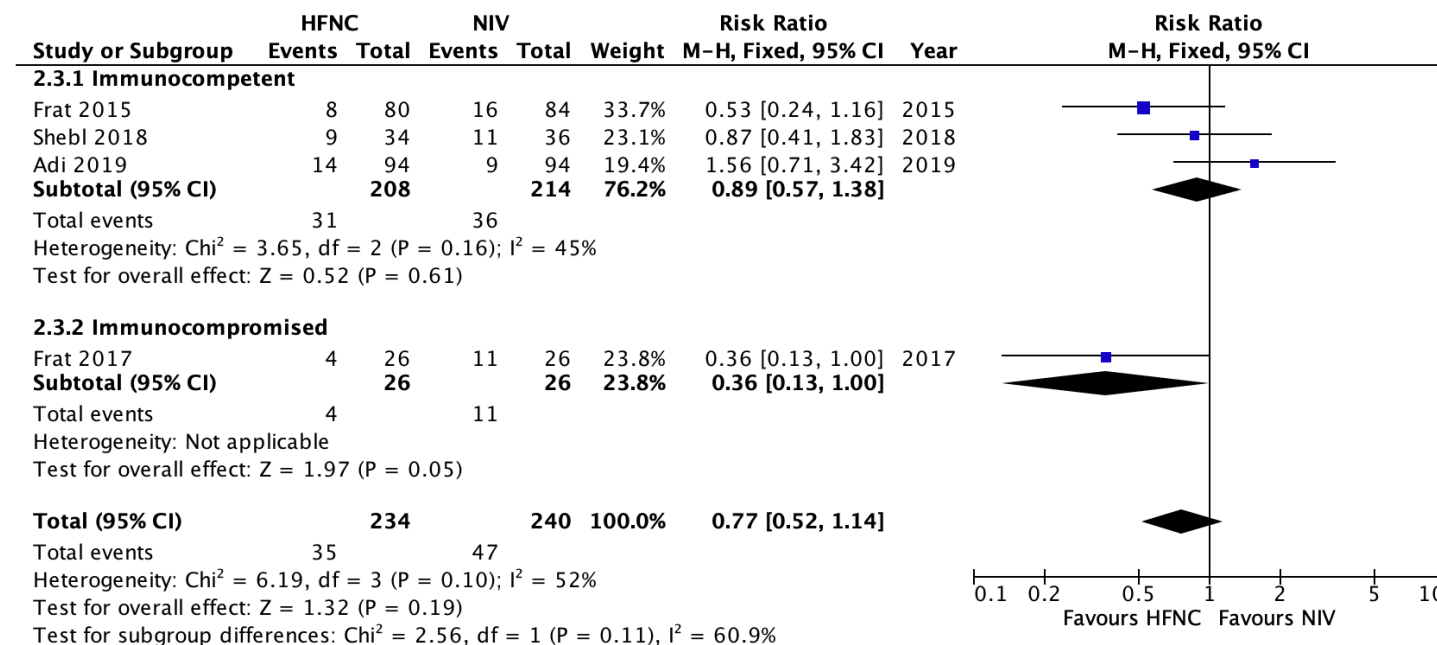 HFNC NIV Risk Ratio Risk Ratio
Study or Subgroup Events Total Events Total Weight M-H, Fixed, 95% CI Year M-H, Fixed, 95% CI
2.3.1 Immunocompetent
Frat 2015 8 80 16 84 33.7% 0.53 [0.24, 1.16] 2015
Shebl 2018 9 34 11 36 23.1% 0.87 [0.41, 1.83] 2018
Adi 2019 14 94 9 94 19.4% 1.56 [0.71, 3.42] 2019
Subtotal (95% CI) 208 214 76.2% 0.89 [0.57, 1.38]
Total events 31 36
Heterogeneity: Chi² = 3.65, df = 2 (P = 0.16); I² = 45%
Test for overall effect: Z = 0.52 (P = 0.61)
2.3.2 Immunocompromised
Frat 2017 4 26 11 26 23.8% 0.36 [0.13, 1.00] 2017
Subtotal (95% CI) 26 26 23.8% 0.36 [0.13, 1.00]
Total events 4 11
Heterogeneity: Not applicable
Test for overall effect: Z = 1.97 (P = 0.05)
Total (95% CI) 234 240 100.0% 0.77 [0.52, 1.14]
Total events 35 47
Heterogeneity: Chi² = 6.19, df = 3 (P = 0.10); I² = 52%
Test for overall effect: Z = 1.32 (P = 0.19)
Test for subgroup differences: Chi² = 2.56, df = 1 (P = 0.11), I² = 60.9%
0.1 0.2 0.5 1 2 5 10
Favours HFNC Favours NIV